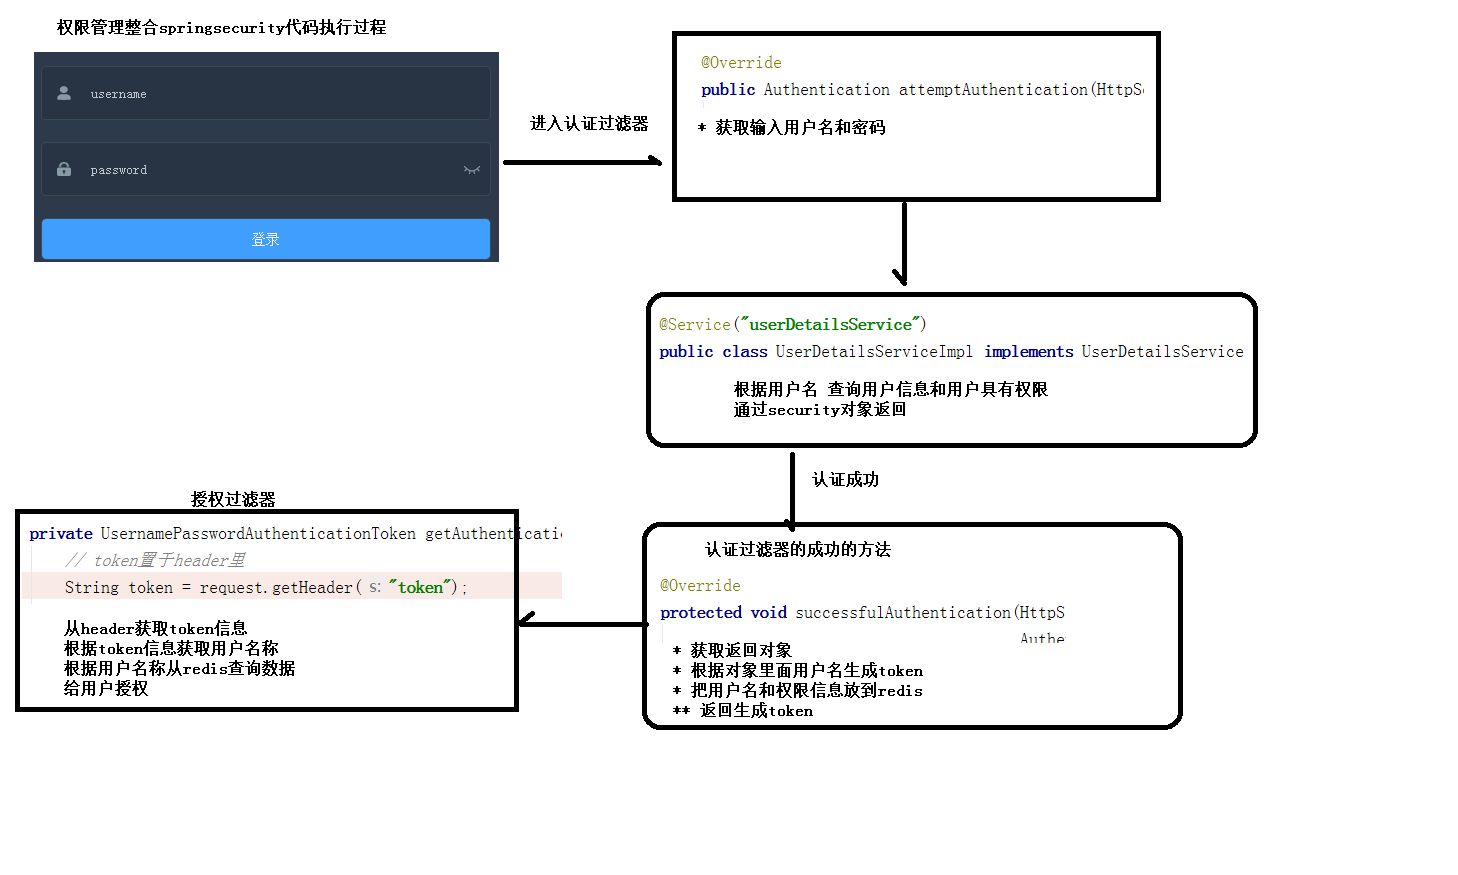 权限管理整合springsecurity代码执行过程
username
password
登录
进入认证过滤器
@Override
public Authentication attemptAuthentication(HttpSe
* 获取输入用户名和密码
@Service("userDetailsService")
public class UserDetailsServiceImpl implements UserDetailsService
根据用户名 查询用户信息和用户具有权限
通过security对象返回
认证成功
认证过滤器的成功的方法
@Override
protected void successfulAuthentication(HttpS
Authe
* 获取返回对象
* 根据对象里面用户名生成token
* 把用户名和权限信息放到redis
** 返回生成token
授权过滤器
private UsernamePasswordAuthenticationToken getAuthentication
// token置于header里
String token = request.getHeader( s: "token");
从header获取token信息
根据token信息获取用户名称
根据用户名称从redis查询数据
给用户授权